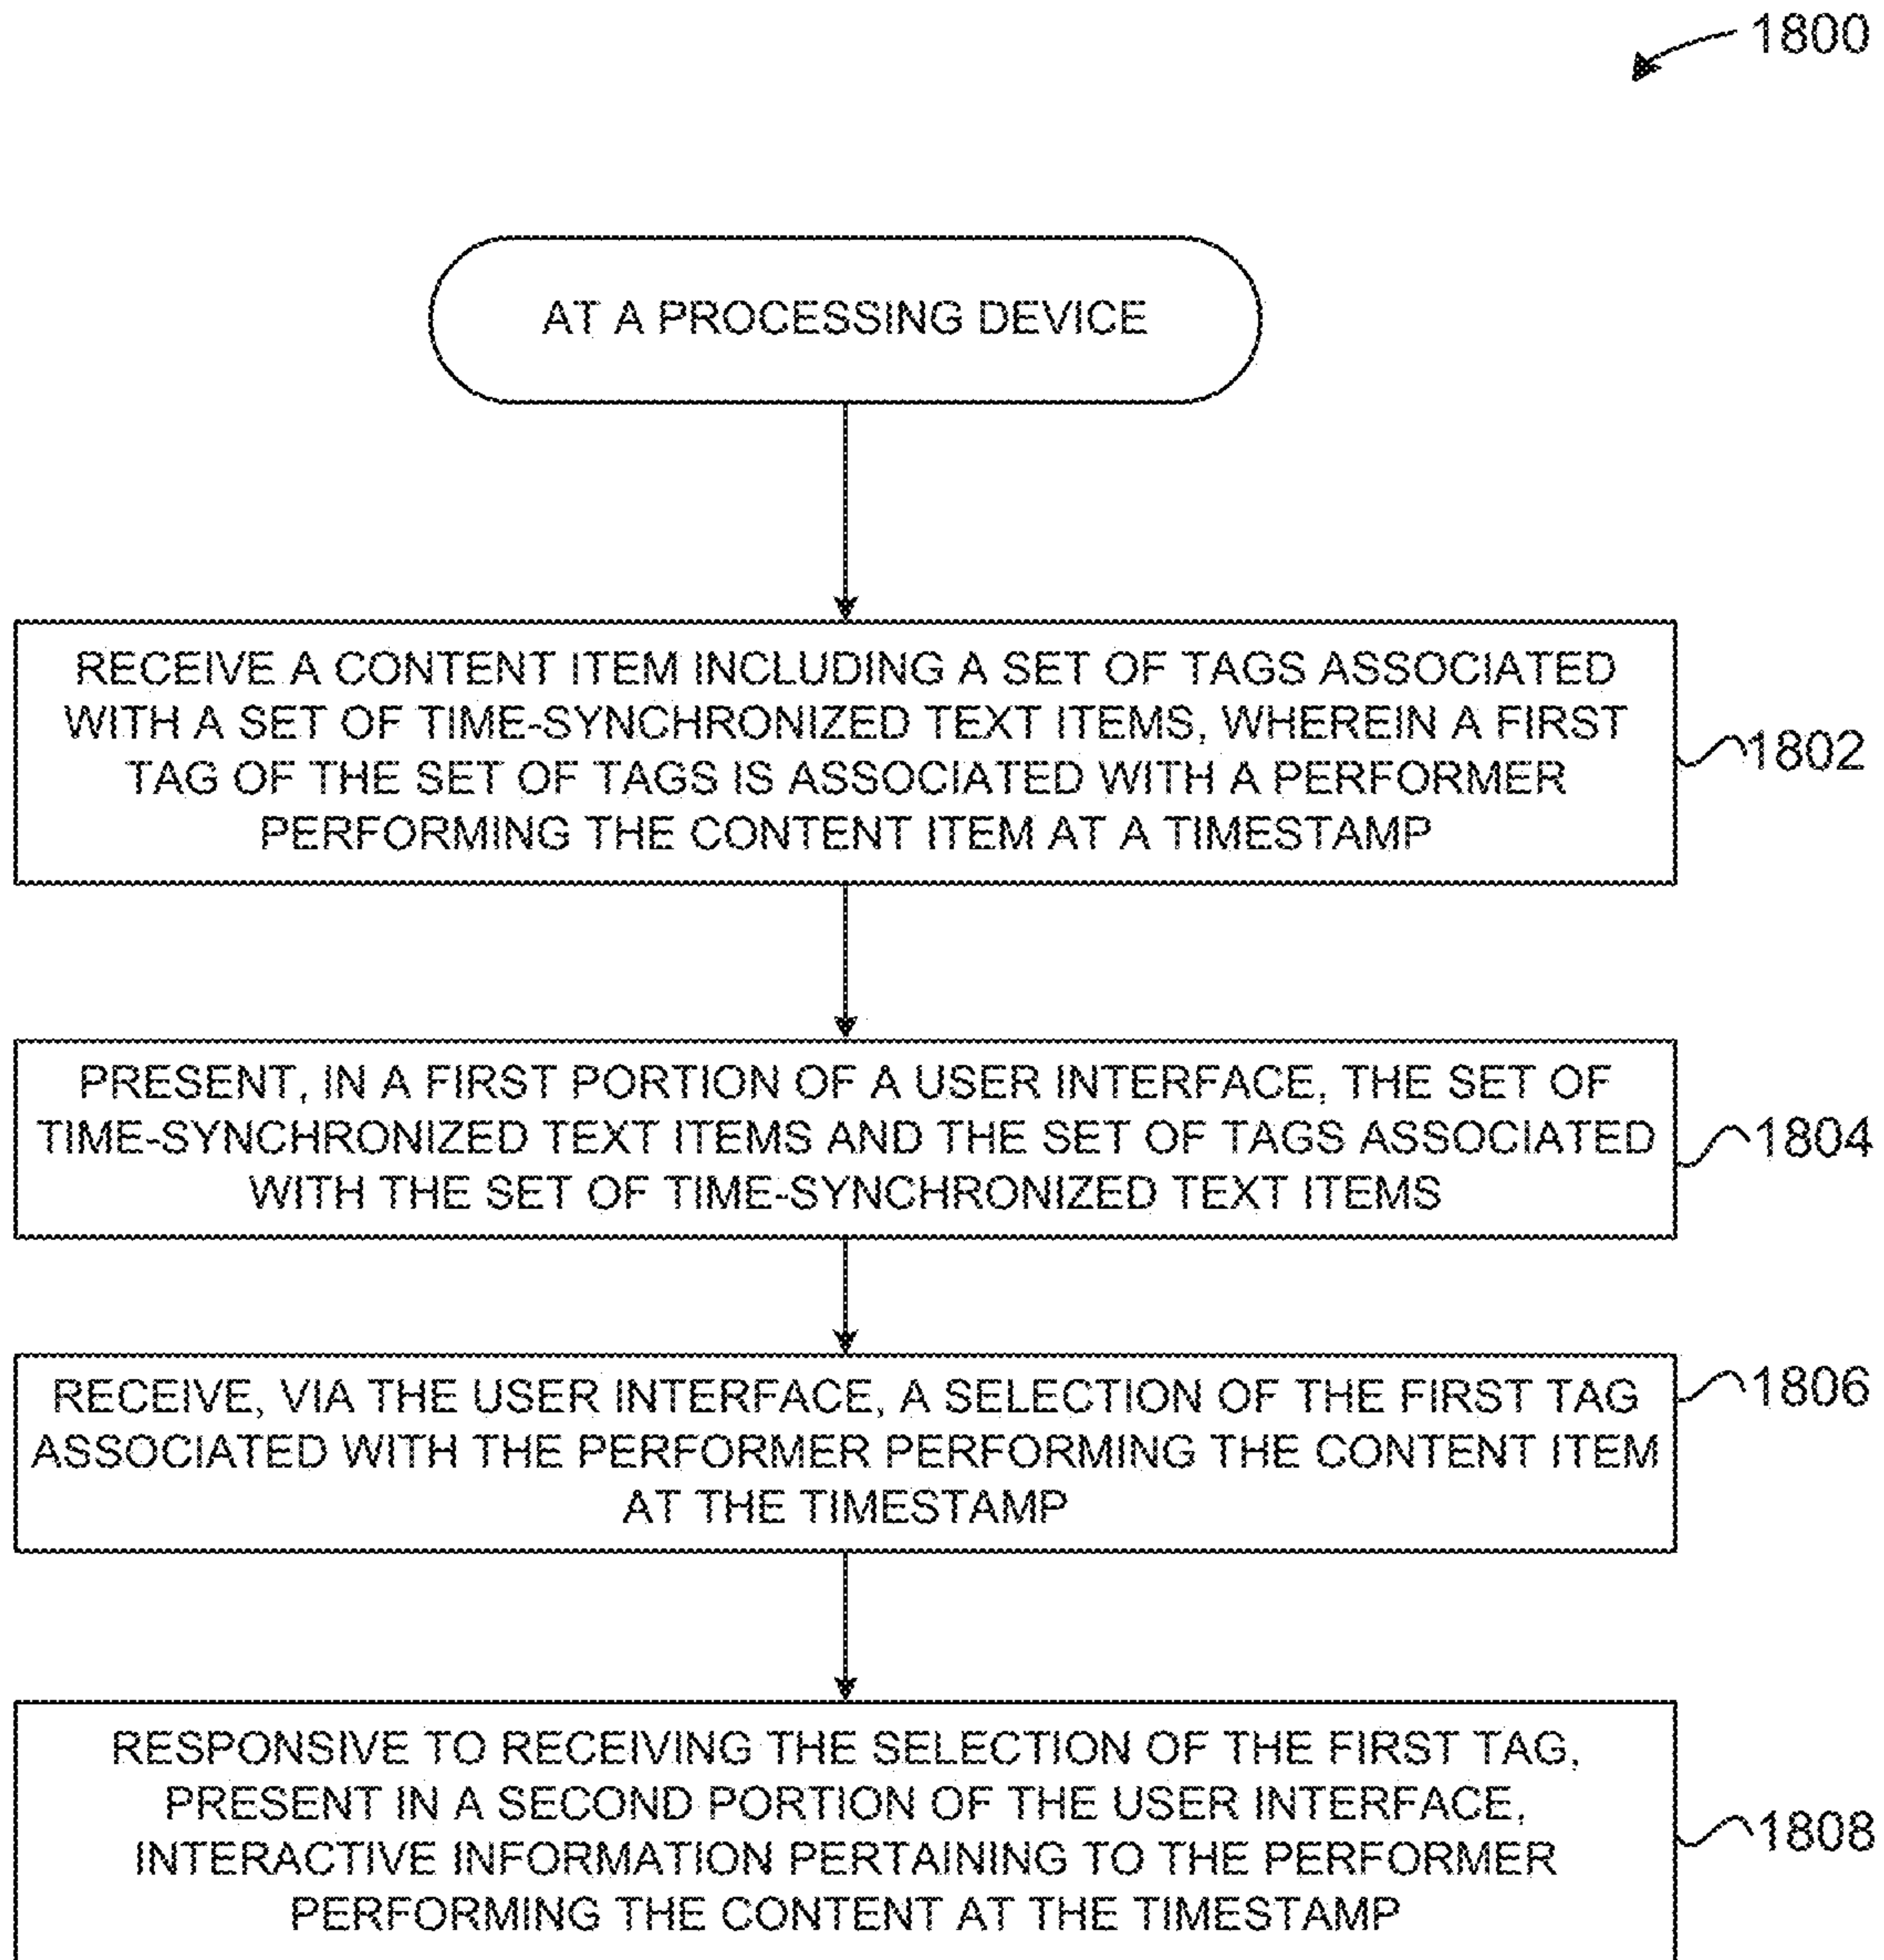 1800
AT A PROCESSING DEVICE
RECEIVE A CONTENT ITEM INCLUDING A SET OF TAGS ASSOCIATED
WITH A SET OF TIME-SYNCHRONIZED TEXT ITEMS, WHEREIN A FIRST
TAG OF THE SET OF TAGS IS ASSOCIATED WITH A PERFORMER
PERFORMING THE CONTENT ITEM AT A TIMESTAMP
1802
PRESENT, IN A FIRST PORTION OF A USER INTERFACE, THE SET OF
TIME-SYNCHRONIZED TEXT ITEMS AND THE SET OF TAGS ASSOCIATED
WITH THE SET OF TIME-SYNCHRONIZED TEXT ITEMS
1804
RECEIVE, VIA THE USER INTERFACE, A SELECTION OF THE FIRST TAG
ASSOCIATED WITH THE PERFORMER PERFORMING THE CONTENT ITEM
AT THE TIMESTAMP
1806
RESPONSIVE TO RECEIVING THE SELECTION OF THE FIRST TAG,
PRESENT IN A SECOND PORTION OF THE USER INTERFACE,
INTERACTIVE INFORMATION PERTAINING TO THE PERFORMER
PERFORMING THE CONTENT AT THE TIMESTAMP
1808